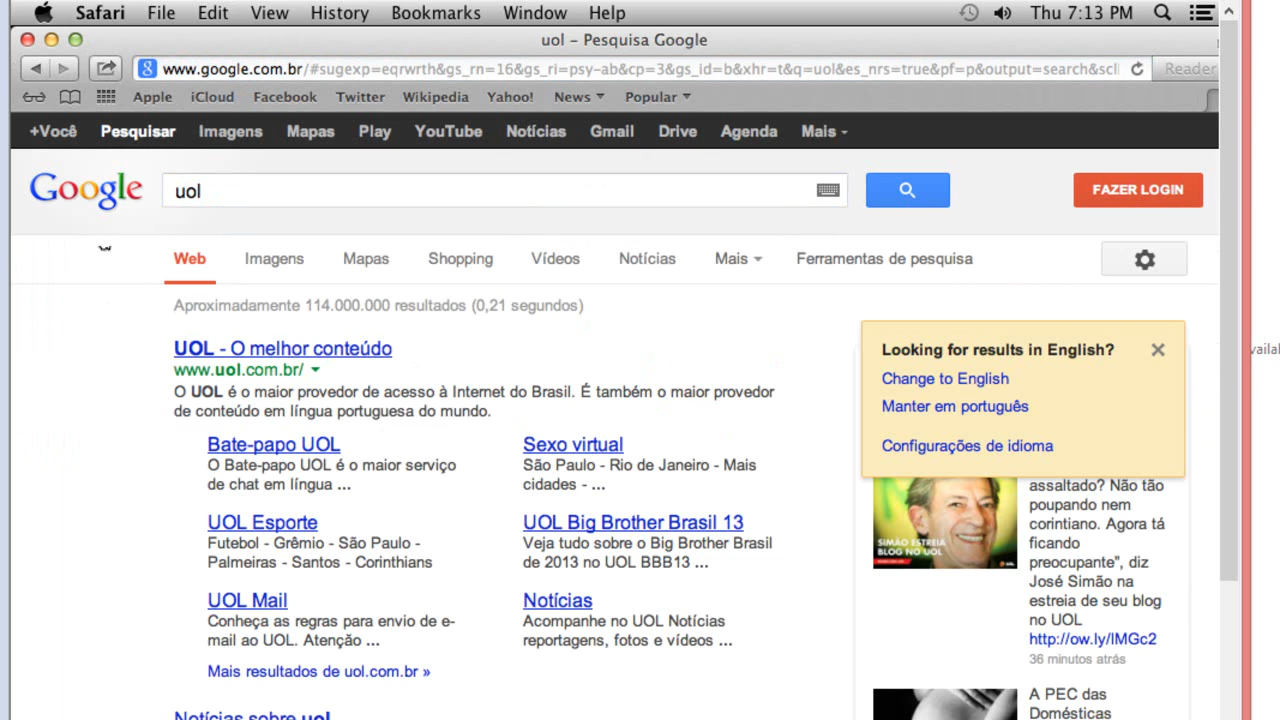 Safari File Edit View History Bookmarks Window Help Thu 7:13 PM
uol – Pesquisa Google
www.google.com.br/#sugexp=eqrwrth&gs_rn=16&gs_ri=psy-ab&cp=3&gs_id=b&xhr=t&q=uol&es_nrs=true&pf=p&output=search&scl Reader
Apple iCloud Facebook Twitter Wikipedia Yahoo! News Popular
+Você Pesquisar Imagens Mapas Play YouTube Notícias Gmail Drive Agenda Mais
Google uol FAZER LOGIN
Web Imagens Mapas Shopping Vídeos Notícias Mais Ferramentas de pesquisa
Aproximadamente 114.000.000 resultados (0,21 segundos)
UOL - O melhor conteúdo
www.uol.com.br/
O UOL é o maior provedor de acesso à Internet do Brasil. É também o maior provedor
de conteúdo em língua portuguesa do mundo.
Bate-papo UOL
O Bate-papo UOL é o maior serviço
de chat em língua ...
Sexo virtual
São Paulo - Rio de Janeiro - Mais
cidades - ...
UOL Esporte
Futebol - Grêmio - São Paulo -
Palmeiras - Santos - Corinthians
UOL Big Brother Brasil 13
Veja tudo sobre o Big Brother Brasil
de 2013 no UOL BBB13 ...
UOL Mail
Conheça as regras para envio de e-
mail ao UOL. Atenção ...
Notícias
Acompanhe no UOL Notícias
reportagens, fotos e vídeos ...
Mais resultados de uol.com.br »
Notícias sobre uol
Looking for results in English?
Change to English
Manter em português
Configurações de idioma
SIMÃO ESTREIA
BLOG NO UOL
assaltado? Não tão
poupando nem
corintiano. Agora tá
ficando
preocupante", diz
José Simão na
estreia de seu blog
no UOL
http://ow.ly/lMGc2
36 minutos atrás
A PEC das
Domésticas